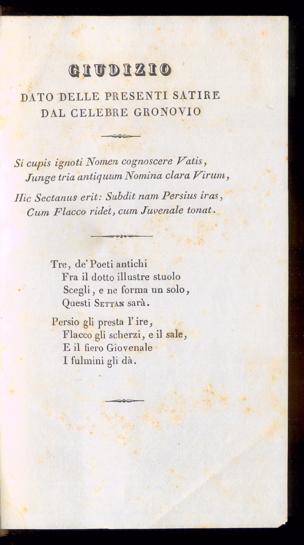 GIUDIZIO
DATO DELLE PRESENTI SATIRE
DAL CELEBRE GRONOVIO
Si cupis ignoti Nomen cognoscere Vatis,
Junge tria antiquum Nomina clara Virum,
Hic Sectanus erit: Subdit nam Persius iras,
Cum Flacco ridet, cum Juvenale tonat.
Tre, de' Poeti antichi
Fra il dotto illustre stuolo
Scegli, e ne forma un solo,
Questi SETTAN sarà.
Persio gli presta l'ire,
Flacco gli scherzi, e il sale,
E il fiero Giovenale
I fulmini gli dà.